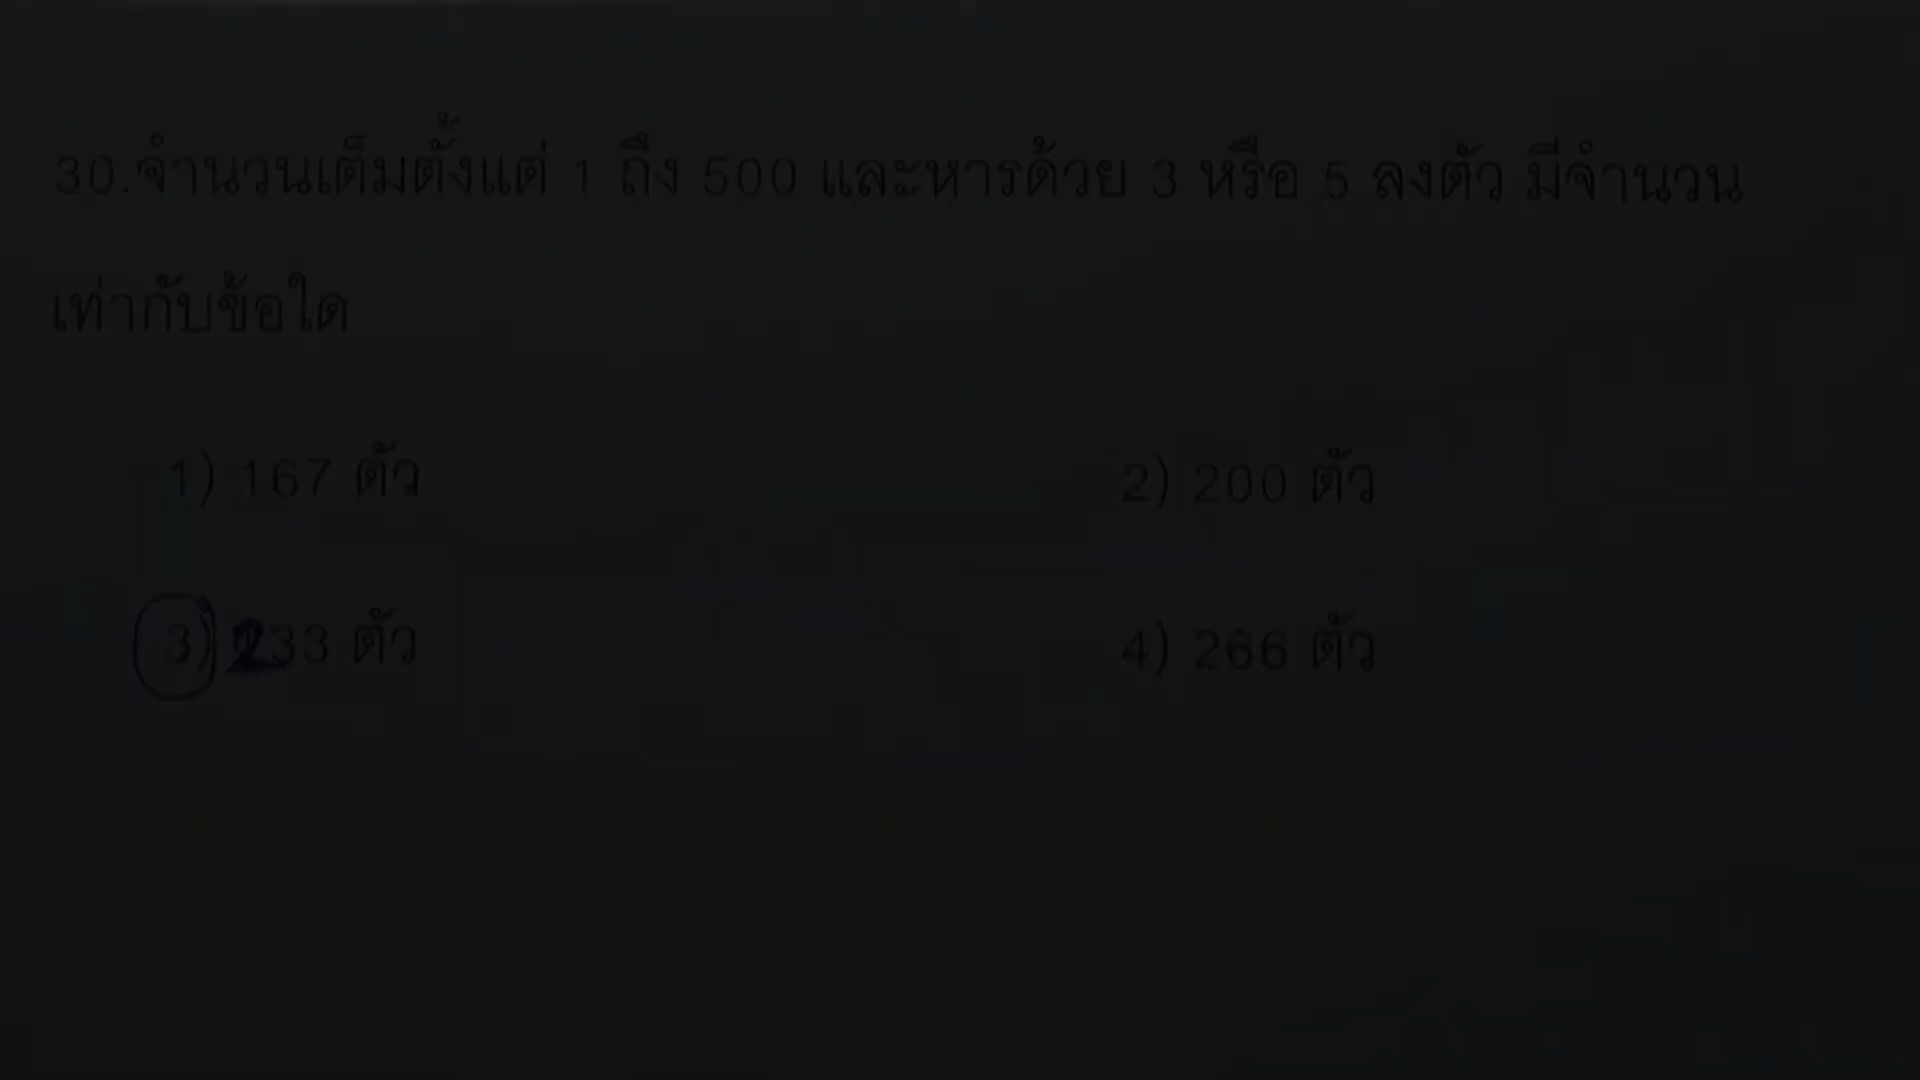 30.จำนวนเต็มตั้งแต่ 1 ถึง 500 และหารด้วย 3 หรือ 5 ลงตัว มีจำนวน
เท่ากับข้อใด
1) 167 ตัว
2) 200 ตัว
3) 233 ตัว
4) 266 ตัว